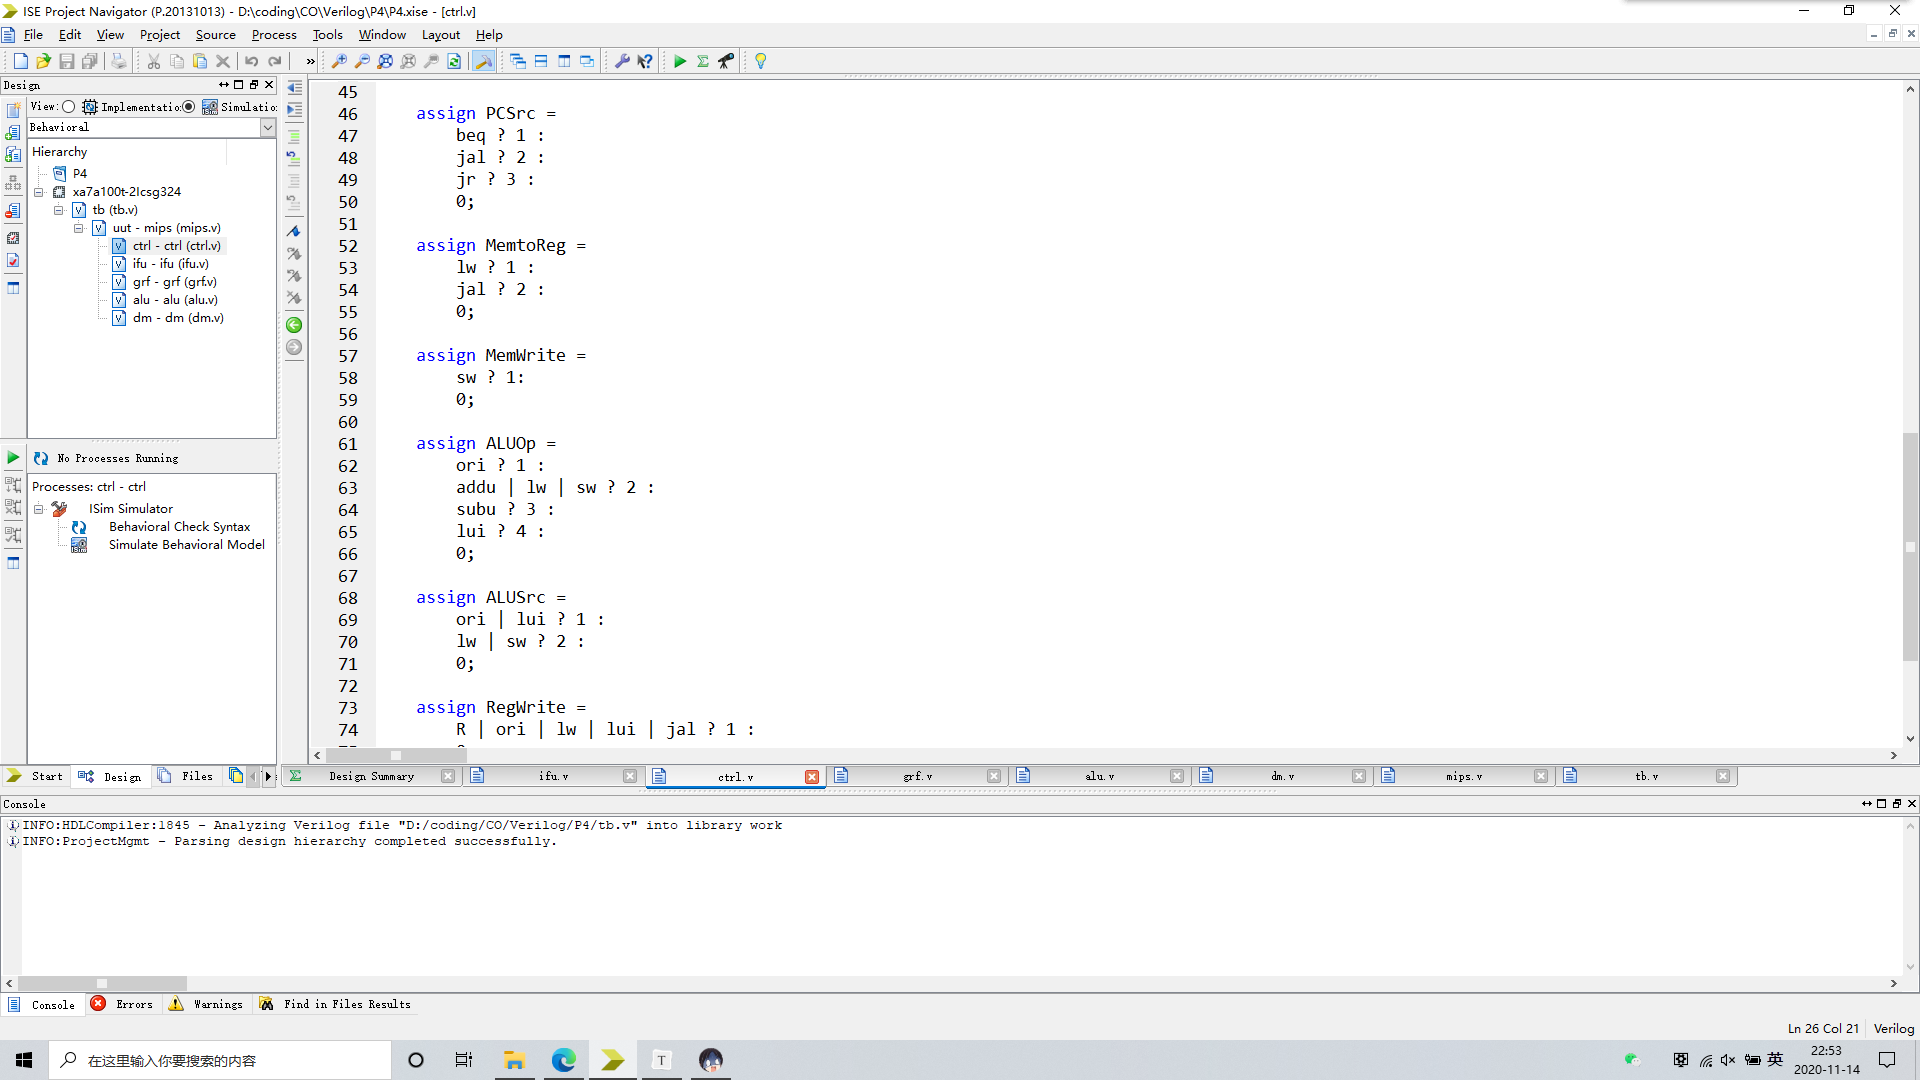 ISE Project Navigator (P.20131013) - D:\coding\CO\Verilog\P4\P4.xise - [ctrl.v]
File Edit View Project Source Process Tools Window Layout Help
Design
View: Implementatio Simulatio
Behavioral
Hierarchy
P4
xa7a100t-2Icsg324
tb (tb.v)
uut - mips (mips.v)
ctrl - ctrl (ctrl.v)
ifu - ifu (ifu.v)
grf - grf (grf.v)
alu - alu (alu.v)
dm - dm (dm.v)
No Processes Running
Processes: ctrl - ctrl
ISim Simulator
Behavioral Check Syntax
Simulate Behavioral Model
Start Design Files
45
46 assign PCSrc =
47 beq ? 1 :
48 jal ? 2 :
49 jr ? 3 :
50 0;
51
52 assign MemtoReg =
53 lw ? 1 :
54 jal ? 2 :
55 0;
56
57 assign MemWrite =
58 sw ? 1:
59 0;
60
61 assign ALUOp =
62 ori ? 1 :
63 addu | lw | sw ? 2 :
64 subu ? 3 :
65 lui ? 4 :
66 0;
67
68 assign ALUSrc =
69 ori | lui ? 1 :
70 lw | sw ? 2 :
71 0;
72
73 assign RegWrite =
74 R | ori | lw | lui | jal ? 1 :
Design Summary ifu.v ctrl.v grf.v alu.v dm.v mips.v tb.v
Console
INFO:HDLCompiler:1845 - Analyzing Verilog file "D:/coding/CO/Verilog/P4/tb.v" into library work
INFO:ProjectMgmt - Parsing design hierarchy completed successfully.
Console Errors Warnings Find in Files Results
Ln 26 Col 21 Verilog
在这里输入你要搜索的内容
T
英
22:53
2020-11-14